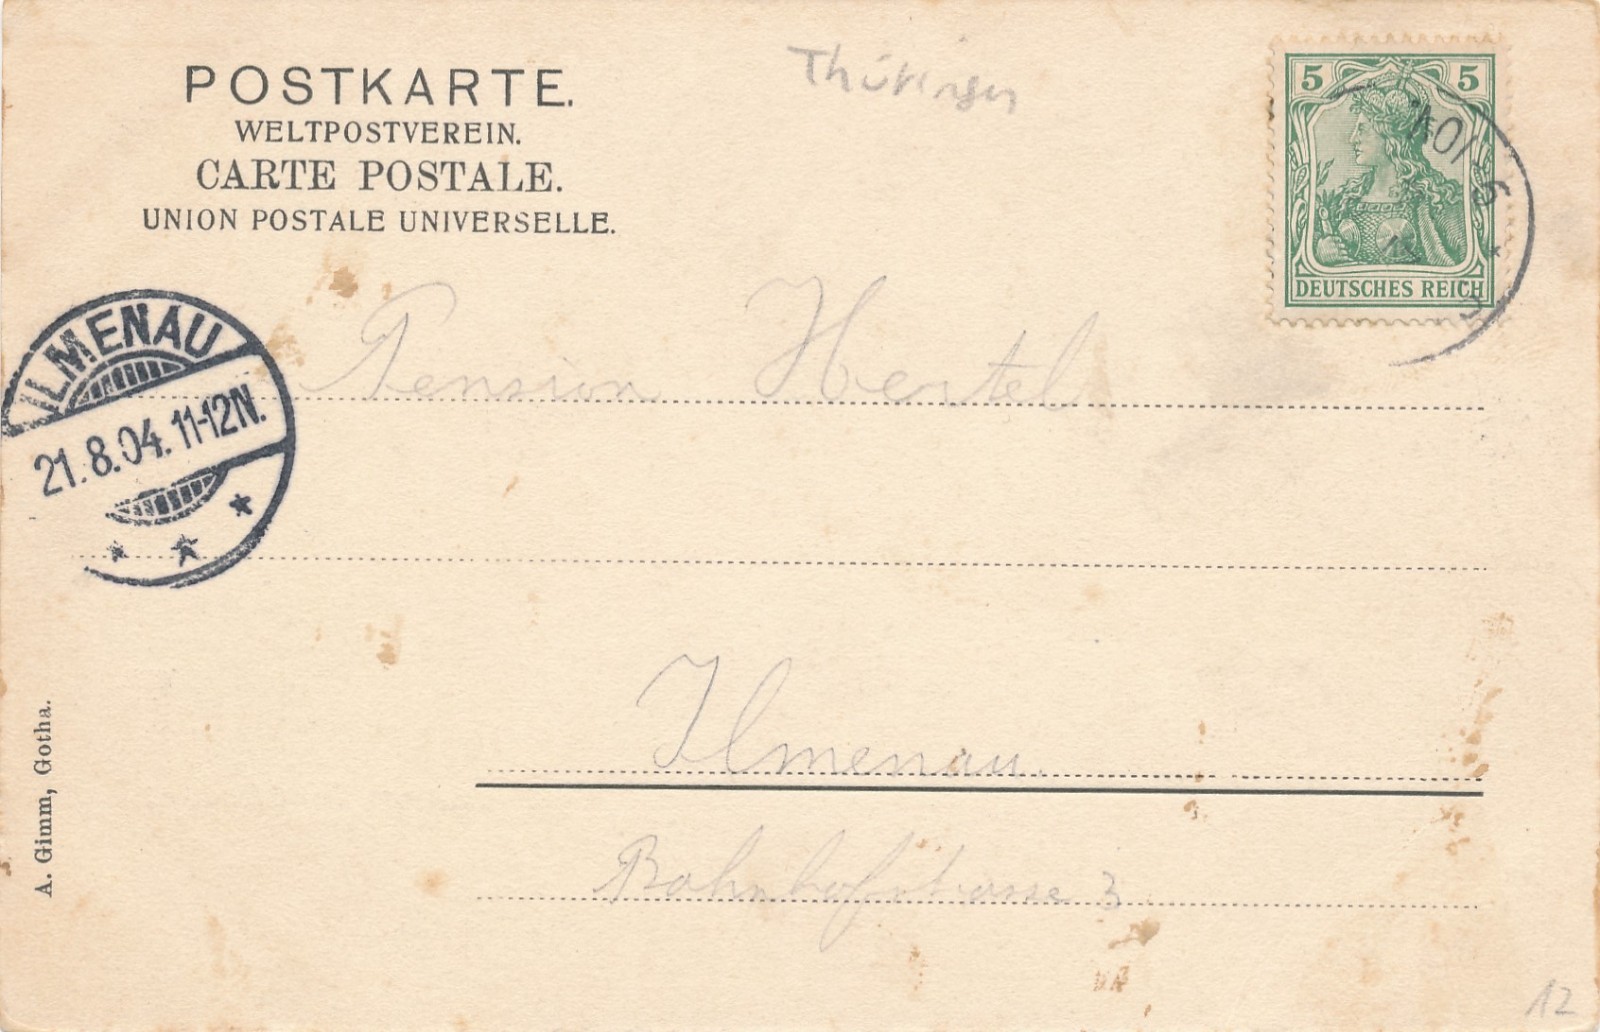 POSTKARTE.
WELTPOSTVEREIN.
CARTE POSTALE.
UNION POSTALE UNIVERSELLE.
Thüringen
5 5
DEUTSCHES REICH
ILMENAU
21.8.04. 11-12N.
Pension Hertel
Ilmenau.
Bahnhofstrasse 3
A. Gimm, Gotha.
12